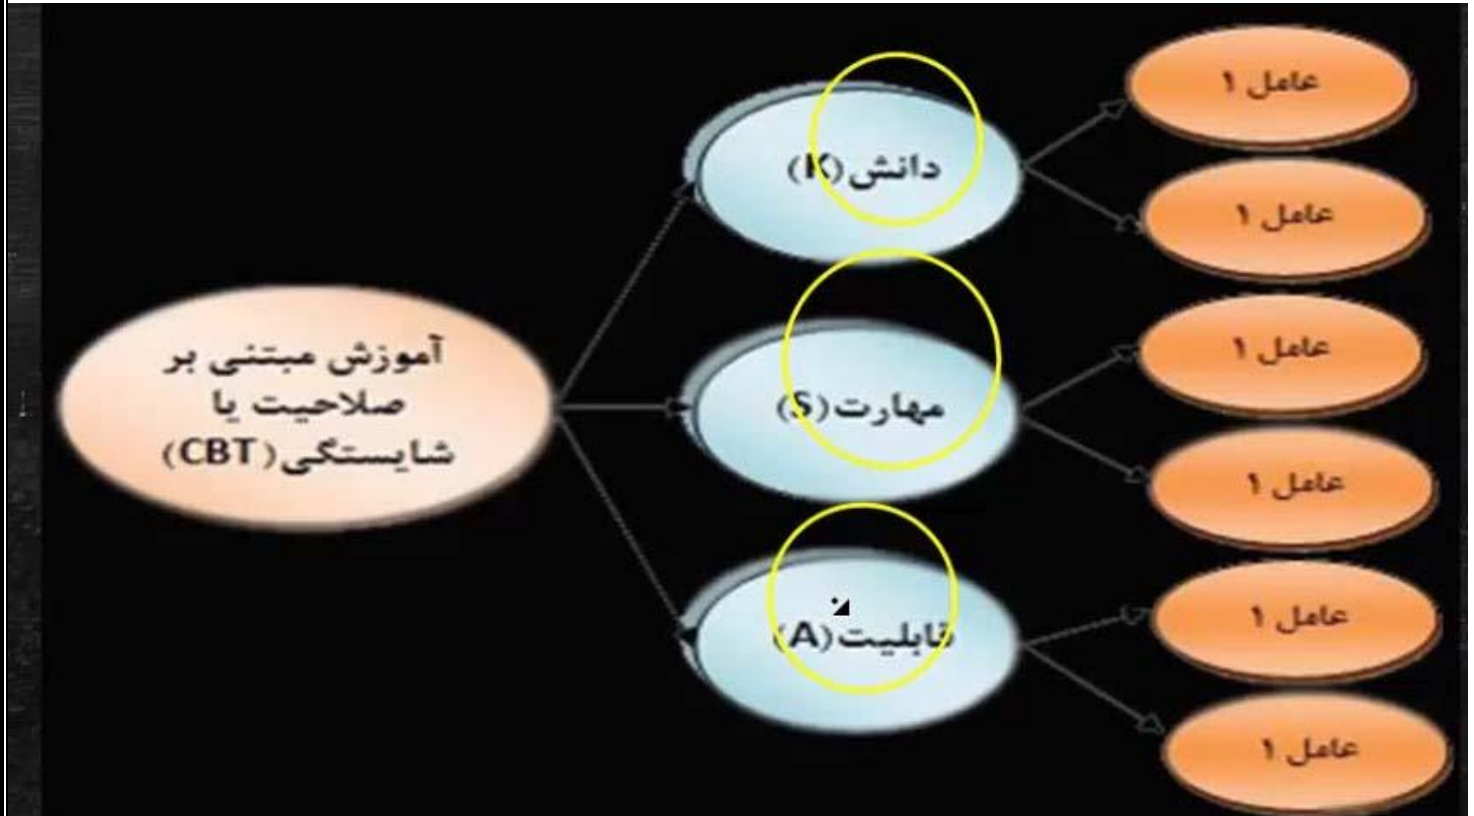 آموزش مبتنی بر
صلاحیت یا
شایستگی(CBT)
دانش(K)
مهارت(S)
قابلیت(A)
عامل ۱
عامل ۱
عامل ۱
عامل ۱
عامل ۱
عامل ۱